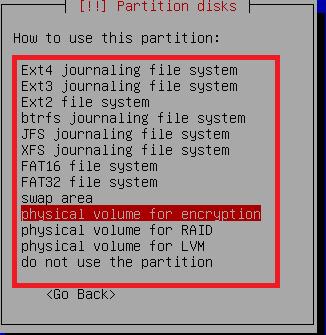 [!!] Partition disks
How to use this partition:
Ext4 journaling file system
Ext3 journaling file system
Ext2 file system
btrfs journaling file system
JFS journaling file system
XFS journaling file system
FAT16 file system
FAT32 file system
swap area
physical volume for encryption
physical volume for RAID
physical volume for LVM
do not use the partition
<Go Back>